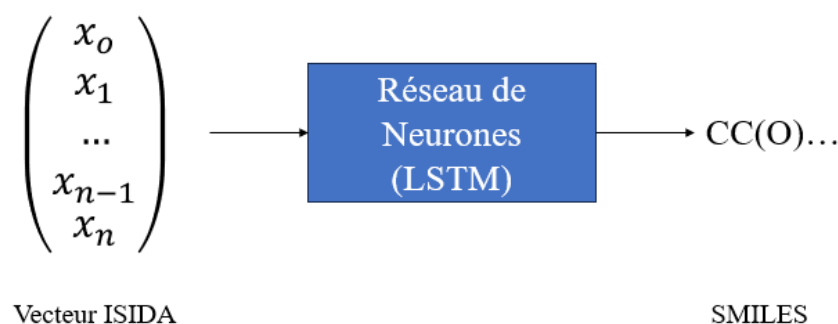 x_o
x_1
...
x_{n−1}
x_n
Réseau de
Neurones
(LSTM)
CC(O)…
Vecteur ISIDA
SMILES